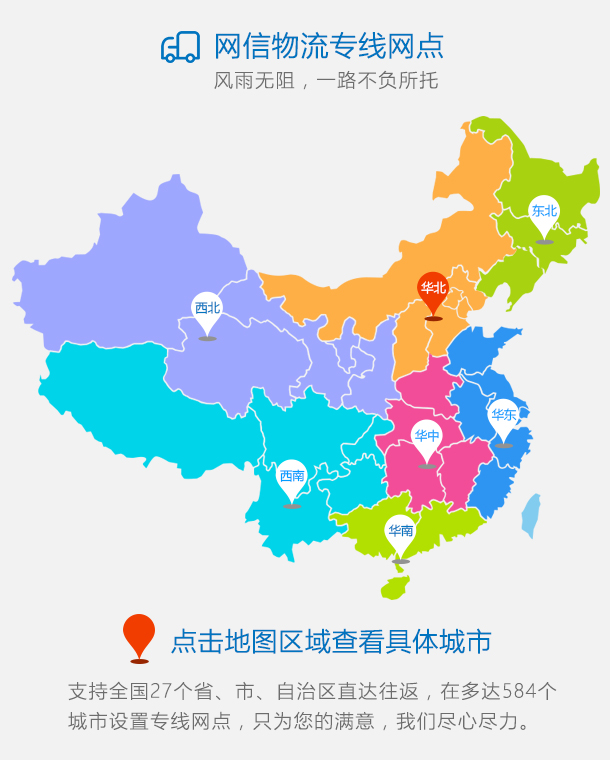 网信物流专线网点
风雨无阻，一路不负所托
东北
华北
西北
华东
华中
西南
华南
点击地图区域查看具体城市
支持全国27个省、市、自治区直达往返，在多达584个
城市设置专线网点，只为您的满意，我们尽心尽力。